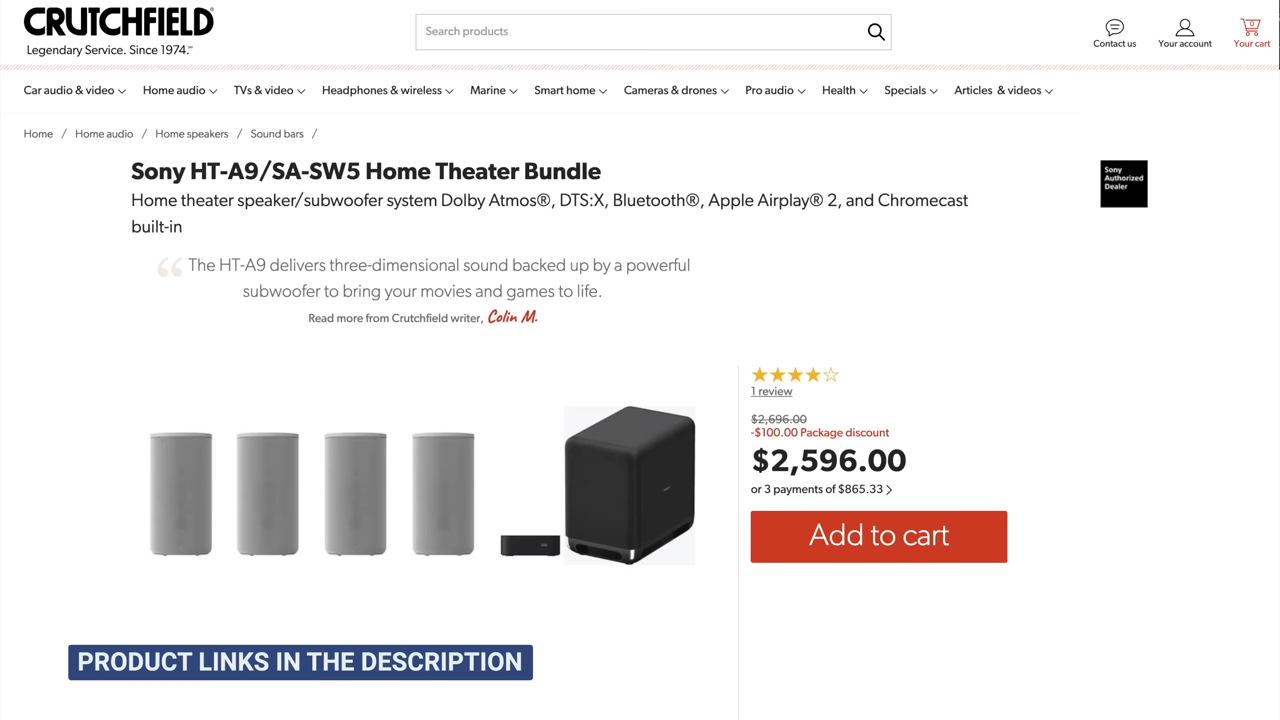 CRUTCHFIELD
Legendary Service. Since 1974.℠
Search products
Contact us
Your account
0
Your cart
Car audio & video
Home audio
TVs & video
Headphones & wireless
Marine
Smart home
Cameras & drones
Pro audio
Health
Specials
Articles & videos
Home / Home audio / Home speakers / Sound bars /
Sony HT-A9/SA-SW5 Home Theater Bundle
Home theater speaker/subwoofer system Dolby Atmos®, DTS:X, Bluetooth®, Apple Airplay® 2, and Chromecast
built-in
Sony
Authorized
Dealer
“ The HT-A9 delivers three-dimensional sound backed up by a powerful
subwoofer to bring your movies and games to life.
Read more from Crutchfield writer, Colin M.
1 review
$2,696.00
-$100.00 Package discount
$2,596.00
or 3 payments of $865.33 >
Add to cart
PRODUCT LINKS IN THE DESCRIPTION